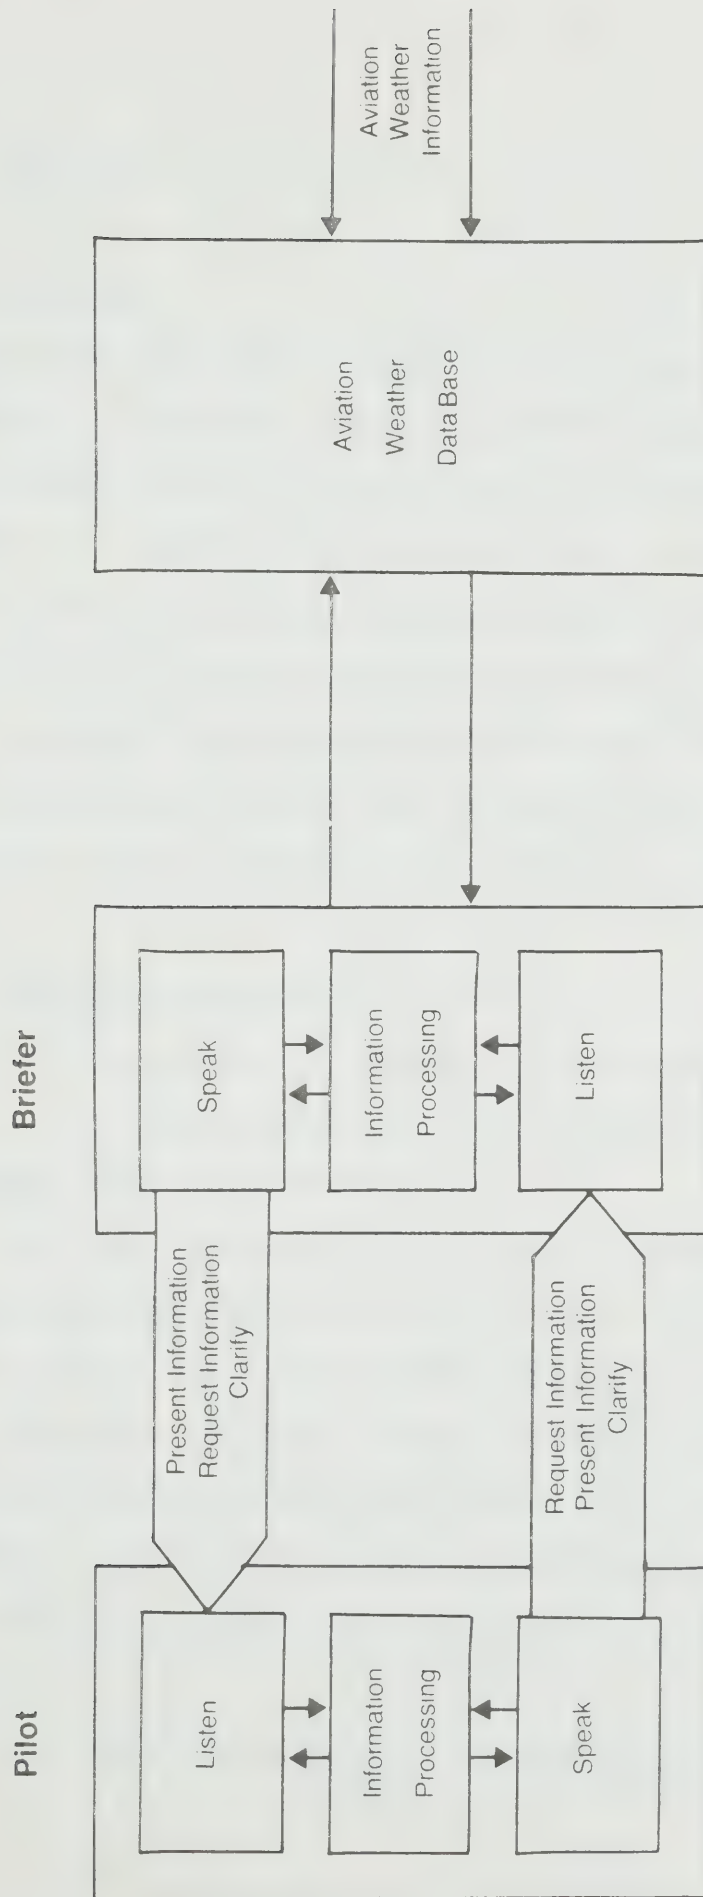 Pilot
Briefer
Listen
Information
Processing
Speak
Present Information
Request Information
Clarify
Request Information
Present Information
Clarify
Speak
Information
Processing
Listen
Aviation
Weather
Data Base
Aviation
Weather
Information